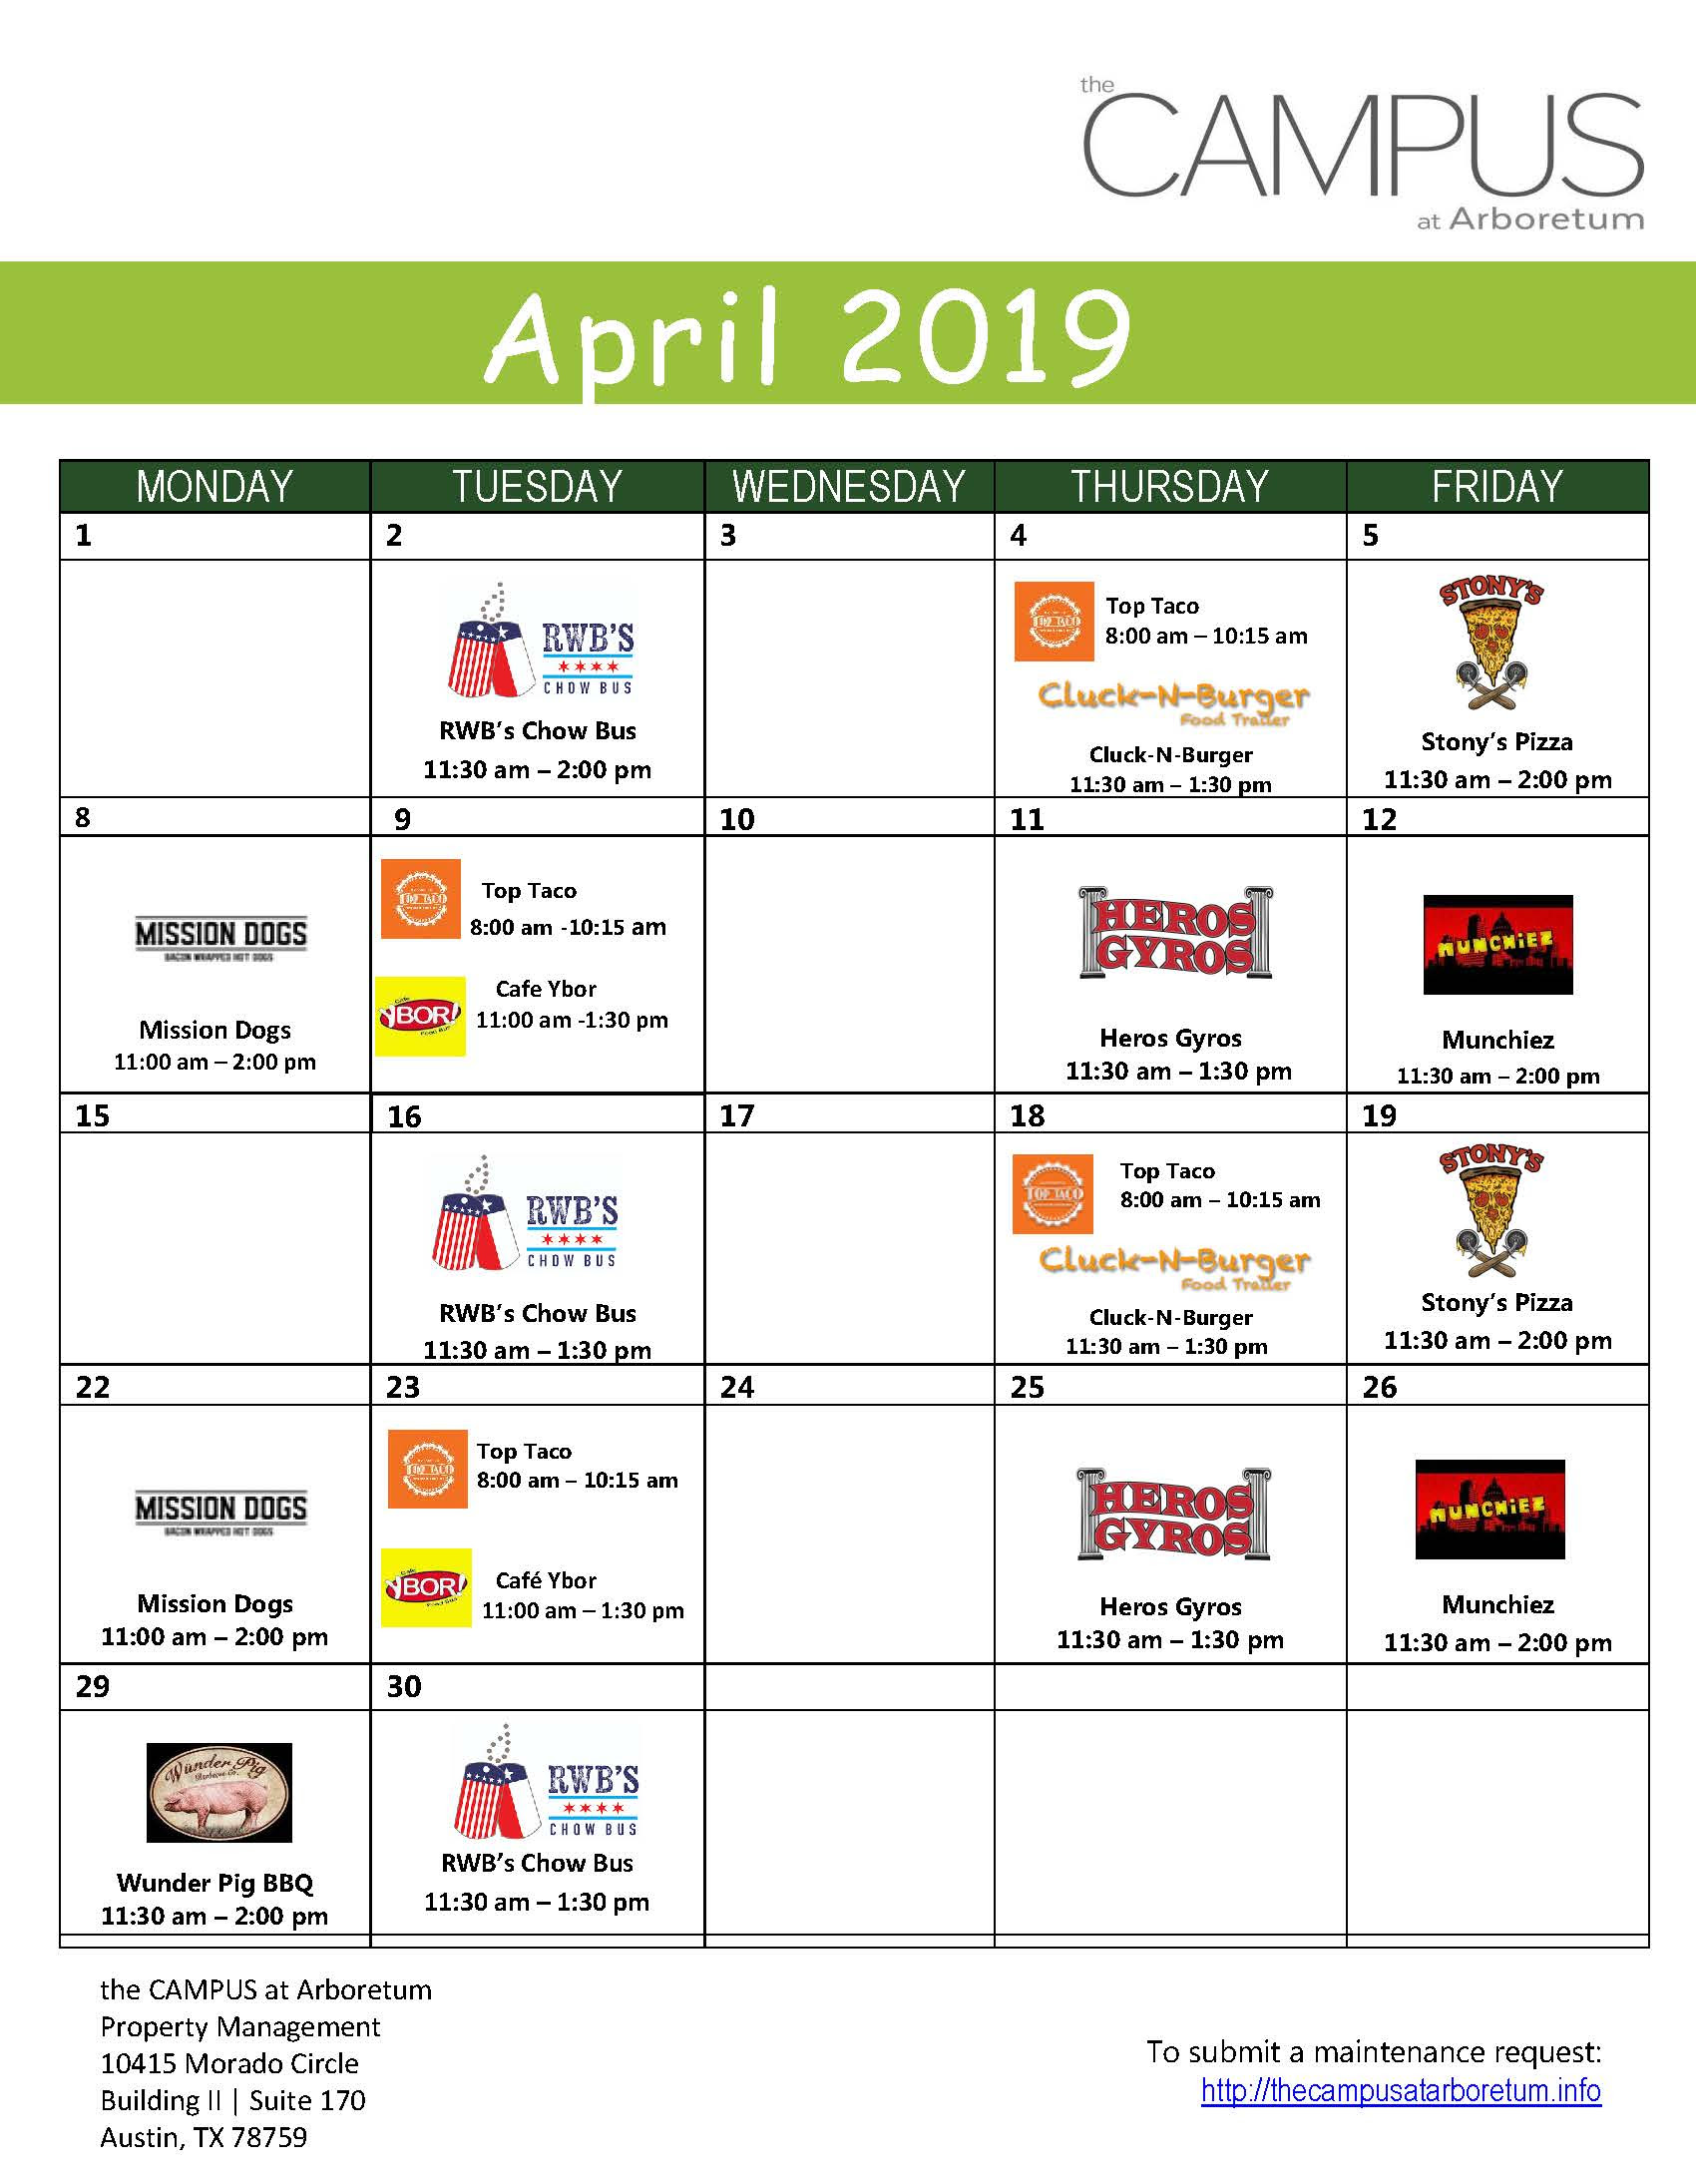 the
CAMPUS
at Arboretum
April 2019
MONDAY TUESDAY WEDNESDAY THURSDAY FRIDAY
1 2 3 4 5
RWB'S
CHOW BUS
RWB's Chow Bus
11:30 am – 2:00 pm
TOP TACO
Top Taco
8:00 am – 10:15 am
Cluck-N-Burger
Food Trailer
Cluck-N-Burger
11:30 am – 1:30 pm
STONY'S
Stony's Pizza
11:30 am – 2:00 pm
8 9 10 11 12
MISSION DOGS
BACON WRAPPED HOT DOGS
Mission Dogs
11:00 am – 2:00 pm
TOP TACO
Top Taco
8:00 am -10:15 am
Cafe
YBOR!
Food Bus
Cafe Ybor
11:00 am -1:30 pm
HEROS
GYROS
Heros Gyros
11:30 am – 1:30 pm
MUNCHiEZ
Munchiez
11:30 am – 2:00 pm
15 16 17 18 19
RWB'S
CHOW BUS
RWB's Chow Bus
11:30 am – 1:30 pm
TOP TACO
Top Taco
8:00 am – 10:15 am
Cluck-N-Burger
Food Trailer
Cluck-N-Burger
11:30 am – 1:30 pm
STONY'S
Stony's Pizza
11:30 am – 2:00 pm
22 23 24 25 26
MISSION DOGS
BACON WRAPPED HOT DOGS
Mission Dogs
11:00 am – 2:00 pm
TOP TACO
Top Taco
8:00 am – 10:15 am
Cafe
YBOR!
Food Bus
Café Ybor
11:00 am – 1:30 pm
HEROS
GYROS
Heros Gyros
11:30 am – 1:30 pm
MUNCHiEZ
Munchiez
11:30 am – 2:00 pm
29 30
Wünder Pig
Barbecue Co.
Wunder Pig BBQ
11:30 am – 2:00 pm
RWB'S
CHOW BUS
RWB's Chow Bus
11:30 am – 1:30 pm
the CAMPUS at Arboretum
Property Management
10415 Morado Circle
Building II | Suite 170
Austin, TX 78759
To submit a maintenance request:
http://thecampusatarboretum.info